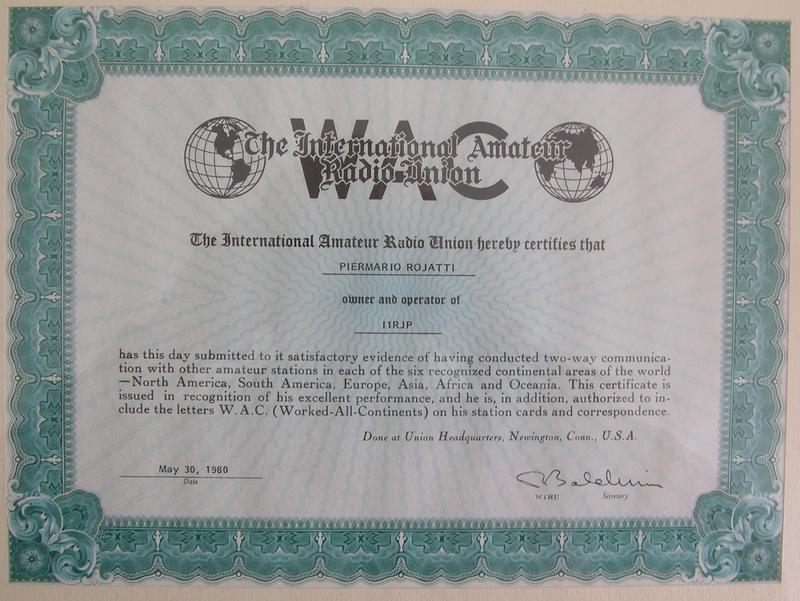 WAC
The International Amateur
Radio Union
The International Amateur Radio Union hereby certifies that
PIERMARIO ROJATTI
owner and operator of
I1RJP
has this day submitted to it satisfactory evidence of having conducted two-way communica-
tion with other amateur stations in each of the six recognized continental areas of the world
—North America, South America, Europe, Asia, Africa and Oceania. This certificate is
issued in recognition of his excellent performance, and he is, in addition, authorized to in-
clude the letters W.A.C. (Worked-All-Continents) on his station cards and correspondence.
Done at Union Headquarters, Newington, Conn., U.S.A.
May 30, 1980
Date
Baldwin
W1RU Secretary